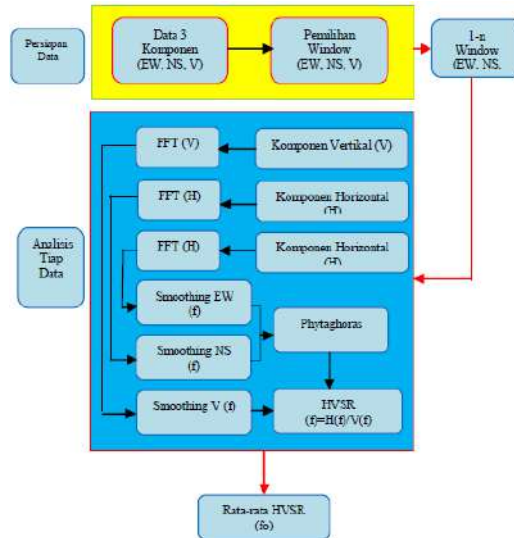 Persiapan
Data
Data 3
Komponen
(EW, NS, V)
Pemilihan
Window
(EW, NS, V)
1-n
Window
(EW, NS,
Analisis
Tiap
Data
FFT (V)
Komponen Vertikal (V)
FFT (H)
Komponen Horizontal
(H)
FFT (H)
Komponen Horizontal
(H)
Smoothing EW
(f)
Phytaghoras
Smoothing NS
(f)
Smoothing V (f)
HVSR
(f)=H(f)/V(f)
Rata-rata HVSR
(fo)